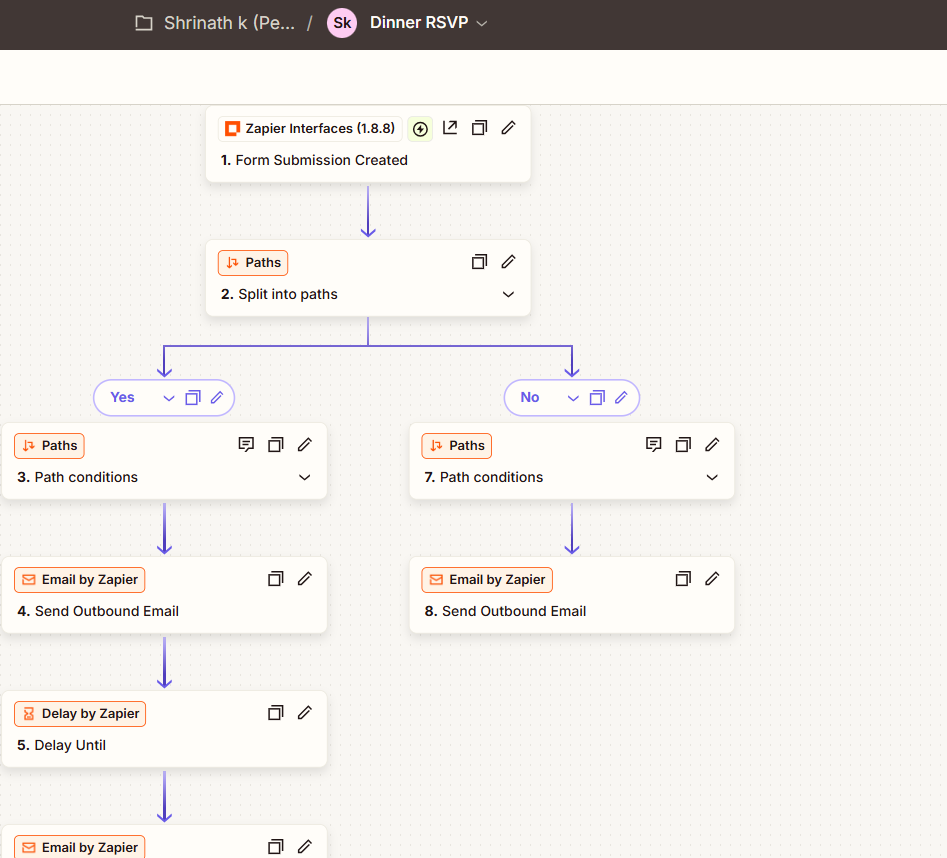 Shrinath k (Pe... / Sk Dinner RSVP
Zapier Interfaces (1.8.8)
1. Form Submission Created
Paths
2. Split into paths
Yes
No
Paths
3. Path conditions
Paths
7. Path conditions
Email by Zapier
4. Send Outbound Email
Email by Zapier
8. Send Outbound Email
Delay by Zapier
5. Delay Until
Email by Zapier